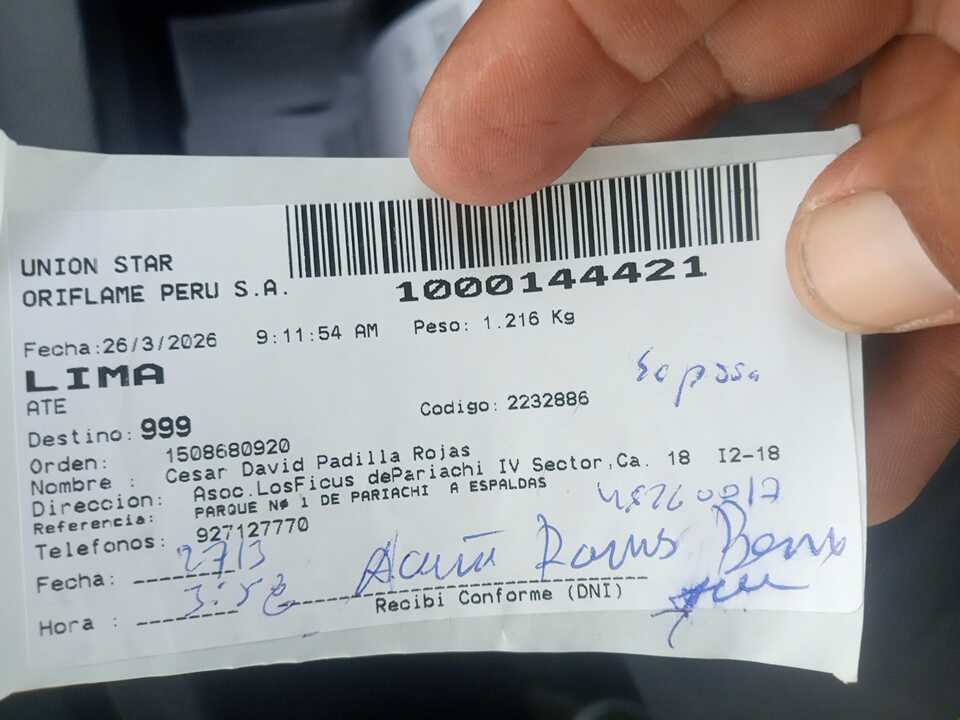 UNION STAR
ORIFLAME PERU S.A.
1000144421
Fecha:26/3/2026 9:11:54 AM Peso: 1.216 Kg
LIMA
ATE
Codigo: 2232886
Destino: 999
Orden: 1508680920
Nombre : Cesar David Padilla Rojas
Direccion: Asoc.LosFicus dePariachi IV Sector,Ca. 18 I2-18
Referencia: PARQUE Nº 1 DE PARIACHI A ESPALDAS
Telefonos: 927127770
Fecha: 27/3
Hora : 3:58
Recibi Conforme (DNI)